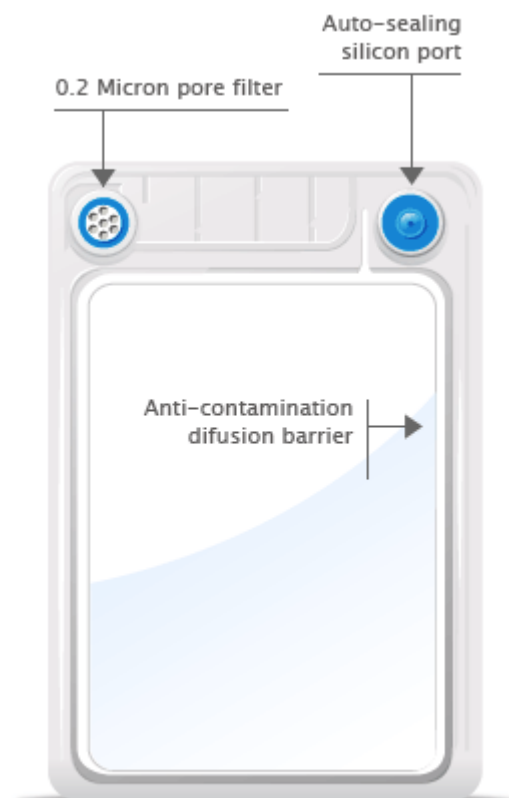 Auto-sealing
silicon port
0.2 Micron pore filter
Anti-contamination
difusion barrier